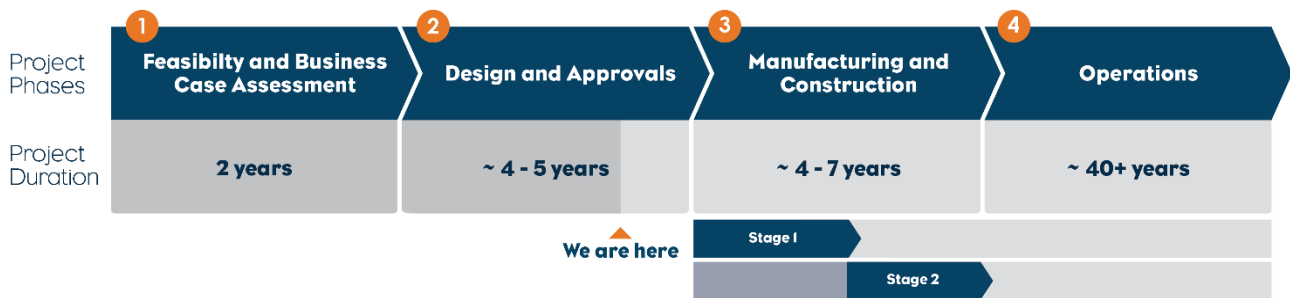 1
2
3
4
Project
Phases
Feasibilty and Business
Case Assessment
Design and Approvals
Manufacturing and
Construction
Operations
Project
Duration
2 years
~ 4 - 5 years
~ 4 - 7 years
~ 40+ years
We are here
Stage 1
Stage 2